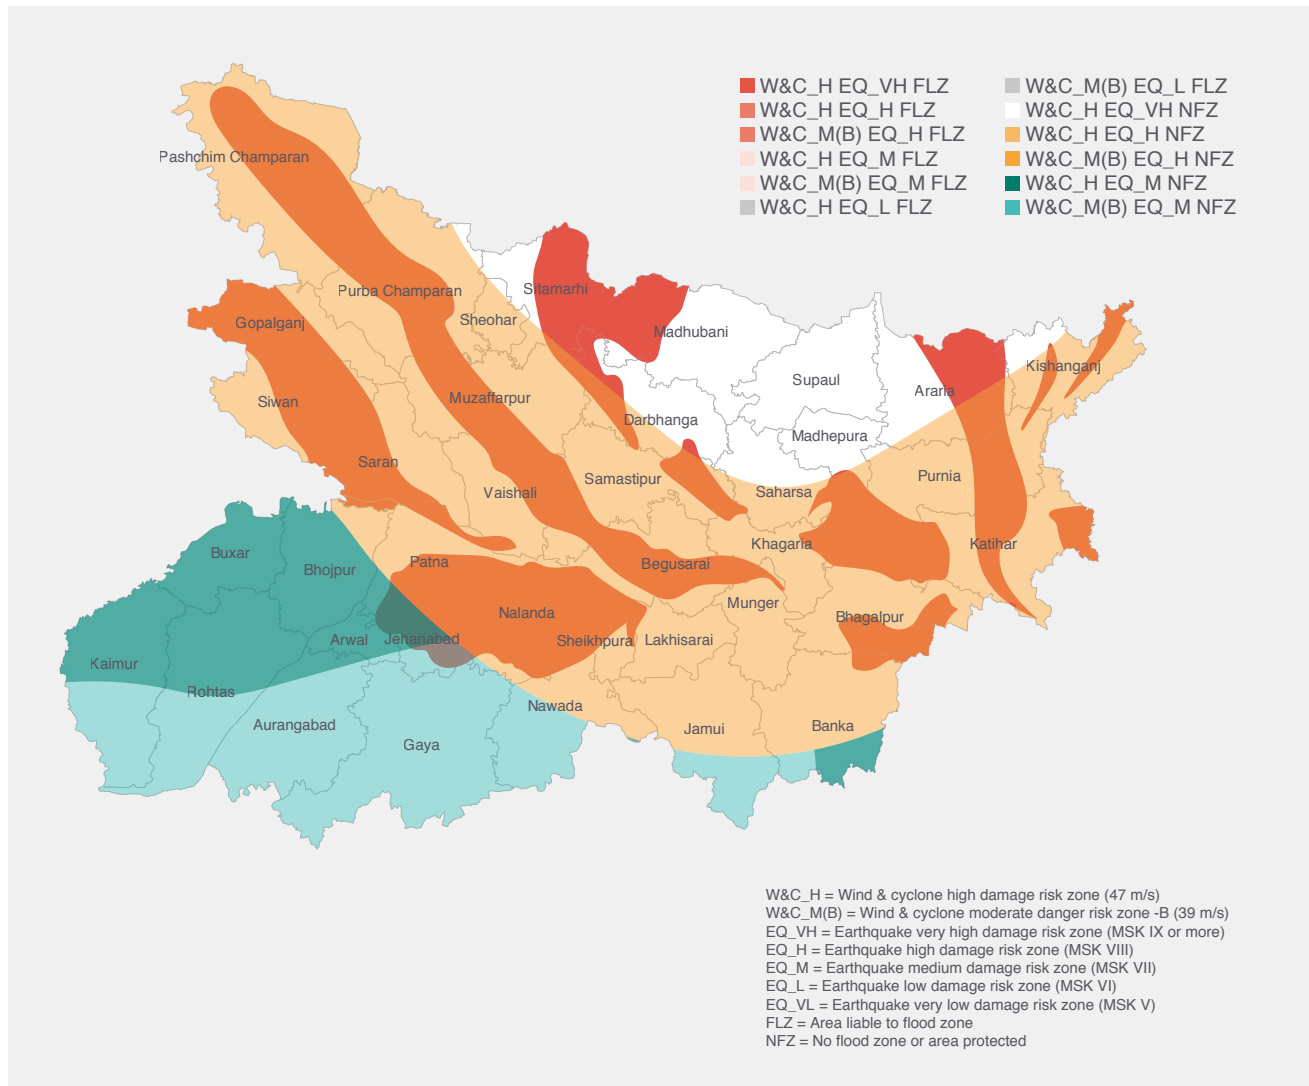 W&C_H EQ_VH FLZ
W&C_H EQ_H FLZ
W&C_M(B) EQ_H FLZ
W&C_H EQ_M FLZ
W&C_M(B) EQ_M FLZ
W&C_H EQ_L FLZ
W&C_M(B) EQ_L FLZ
W&C_H EQ_VH NFZ
W&C_H EQ_H NFZ
W&C_M(B) EQ_H NFZ
W&C_H EQ_M NFZ
W&C_M(B) EQ_M NFZ
Pashchim Champaran
Sitamarhi
Purba Champaran
Gopalganj
Sheohar
Madhubani
Kishanganj
Supaul
Araria
Siwan
Muzaffarpur
Darbhanga
Madhepura
Saran
Samastipur
Vaishali
Saharsa
Purnia
Khagaria
Katihar
Buxar
Bhojpur
Patna
Begusarai
Munger
Nalanda
Bhagalpur
Arwal
Jehanabad
Sheikhpura
Lakhisarai
Kaimur
Rohtas
Nawada
Aurangabad
Gaya
Jamui
Banka
W&C_H = Wind & cyclone high damage risk zone (47 m/s)
W&C_M(B) = Wind & cyclone moderate danger risk zone -B (39 m/s)
EQ_VH = Earthquake very high damage risk zone (MSK IX or more)
EQ_H = Earthquake high damage risk zone (MSK VIII)
EQ_M = Earthquake medium damage risk zone (MSK VII)
EQ_L = Earthquake low damage risk zone (MSK VI)
EQ_VL = Earthquake very low damage risk zone (MSK V)
FLZ = Area liable to flood zone
NFZ = No flood zone or area protected